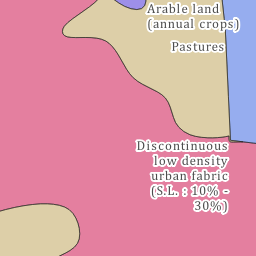 Arable land
(annual crops)
Pastures
Discontinuous
low density
urban fabric
(S.L. : 10% -
30%)